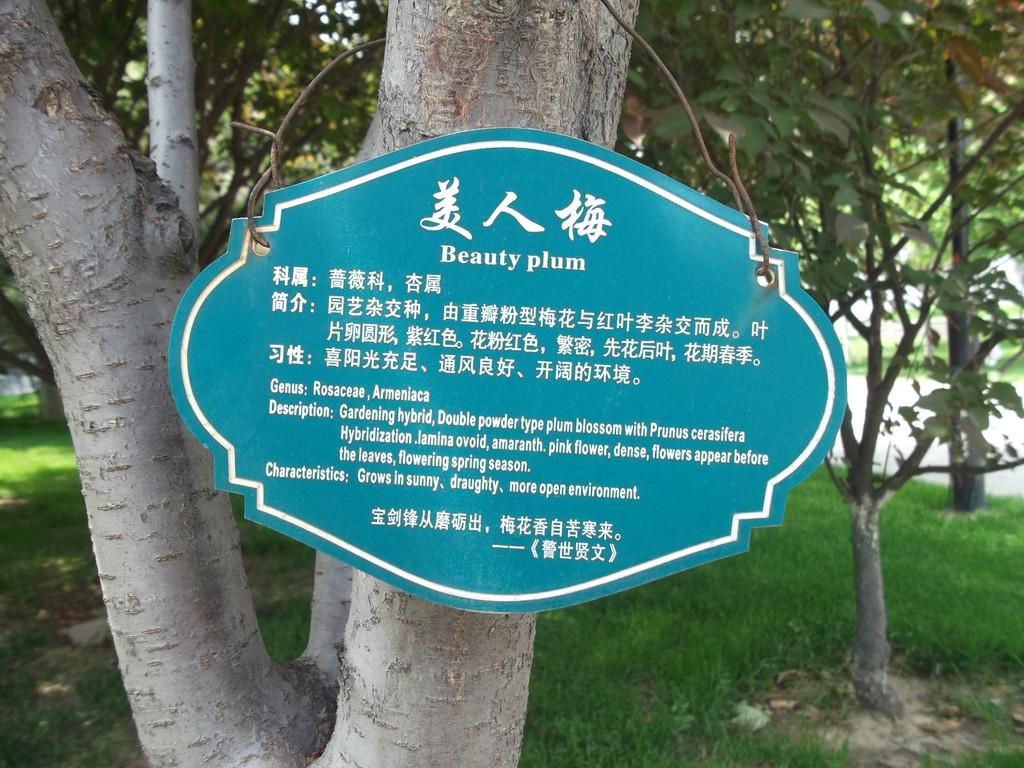 美人梅
Beauty plum
科属：蔷薇科，杏属
简介：园艺杂交种，由重瓣粉型梅花与红叶李杂交而成。叶
片卵圆形，紫红色。花粉红色，繁密，先花后叶，花期春季。
习性：喜阳光充足、通风良好、开阔的环境。
Genus: Rosaceae , Armeniaca
Description: Gardening hybrid, Double powder type plum blossom with Prunus cerasifera
Hybridization .lamina ovoid, amaranth. pink flower, dense, flowers appear before
the leaves, flowering spring season.
Characteristics: Grows in sunny、draughty、more open environment.
宝剑锋从磨砺出，梅花香自苦寒来。
——《警世贤文》